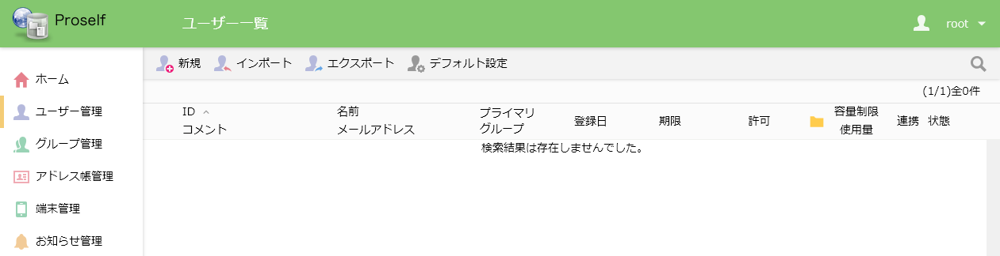 Proself
ユーザー一覧
root
新規 インポート エクスポート デフォルト設定
ホーム
ユーザー管理
グループ管理
アドレス帳管理
端末管理
お知らせ管理
(1/1)全0件
ID
コメント
名前
メールアドレス
プライマリ
グループ
登録日
期限
許可
容量制限
使用量
連携
状態
検索結果は存在しませんでした。